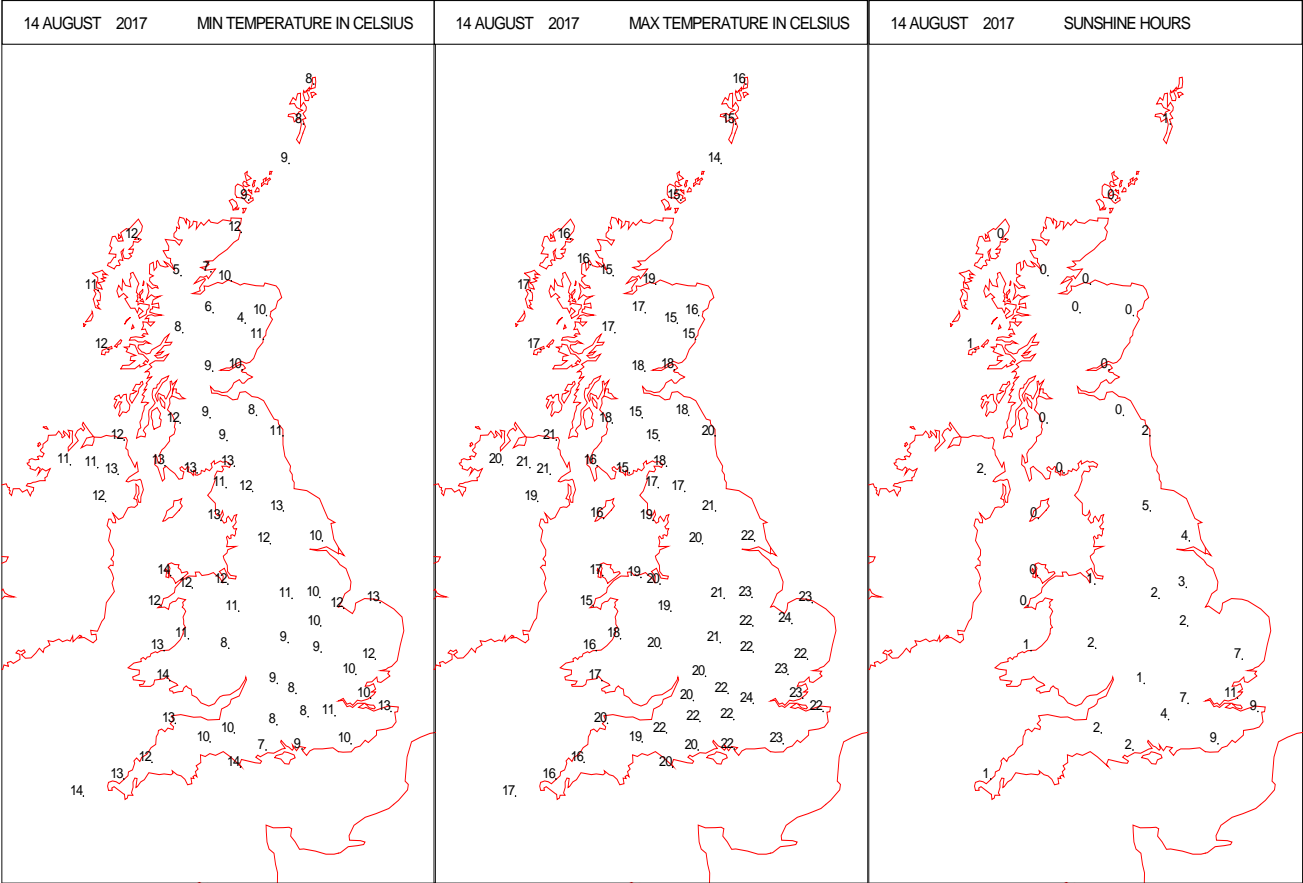 14 AUGUST 2017 MIN TEMPERATURE IN CELSIUS
8
8
9
9
12
12
5 7
10
11
6
10
4
8
11
12
9 10
12 9 8
12 9 11
11 11 13 13 13 13
11 12
12
13 13
12 10
14 12 12
12 11 11 10 12 13
10
13 11 8 9 9
12
14 9 10
8 10
13 10 8 8 11 13
10 7 9 10
12 14
13
14
14 AUGUST 2017 MAX TEMPERATURE IN CELSIUS
16
15
14
15
16
16 15
19
17
17 16
17 15 15
17
18 18
18 15 18
21 15 20
20 21 21 16 15 18
17 17
19
16 19 21
20 22
17 19 20
15 19 21 23 23
22 24
16 18 20 21 22
22
17 20 23
20 22 24 23 22
20 22 22 22
19 20 22 23
16 20
16
17
14 AUGUST 2017 SUNSHINE HOURS
1
0
0
0 0
0 0
1
0
0 0
2
2 0
0 5
4
0 1 3
0 2
2
1 2
7
1
7 11 9
4
2 2 9
1